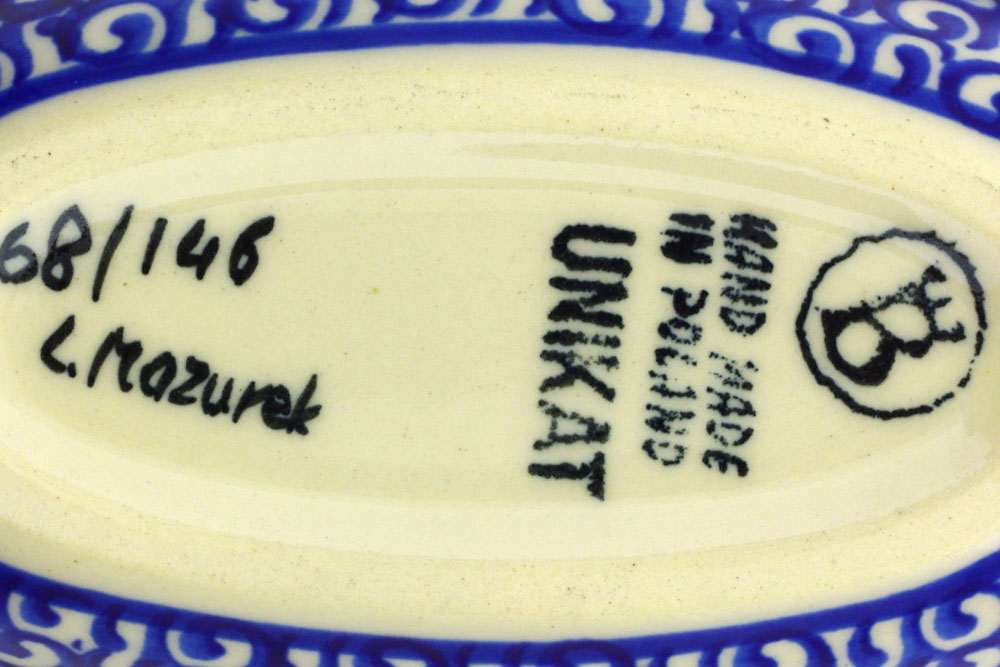 68/146
L. Mazurek
HAND MADE
IN POLAND
UNIKAT
B